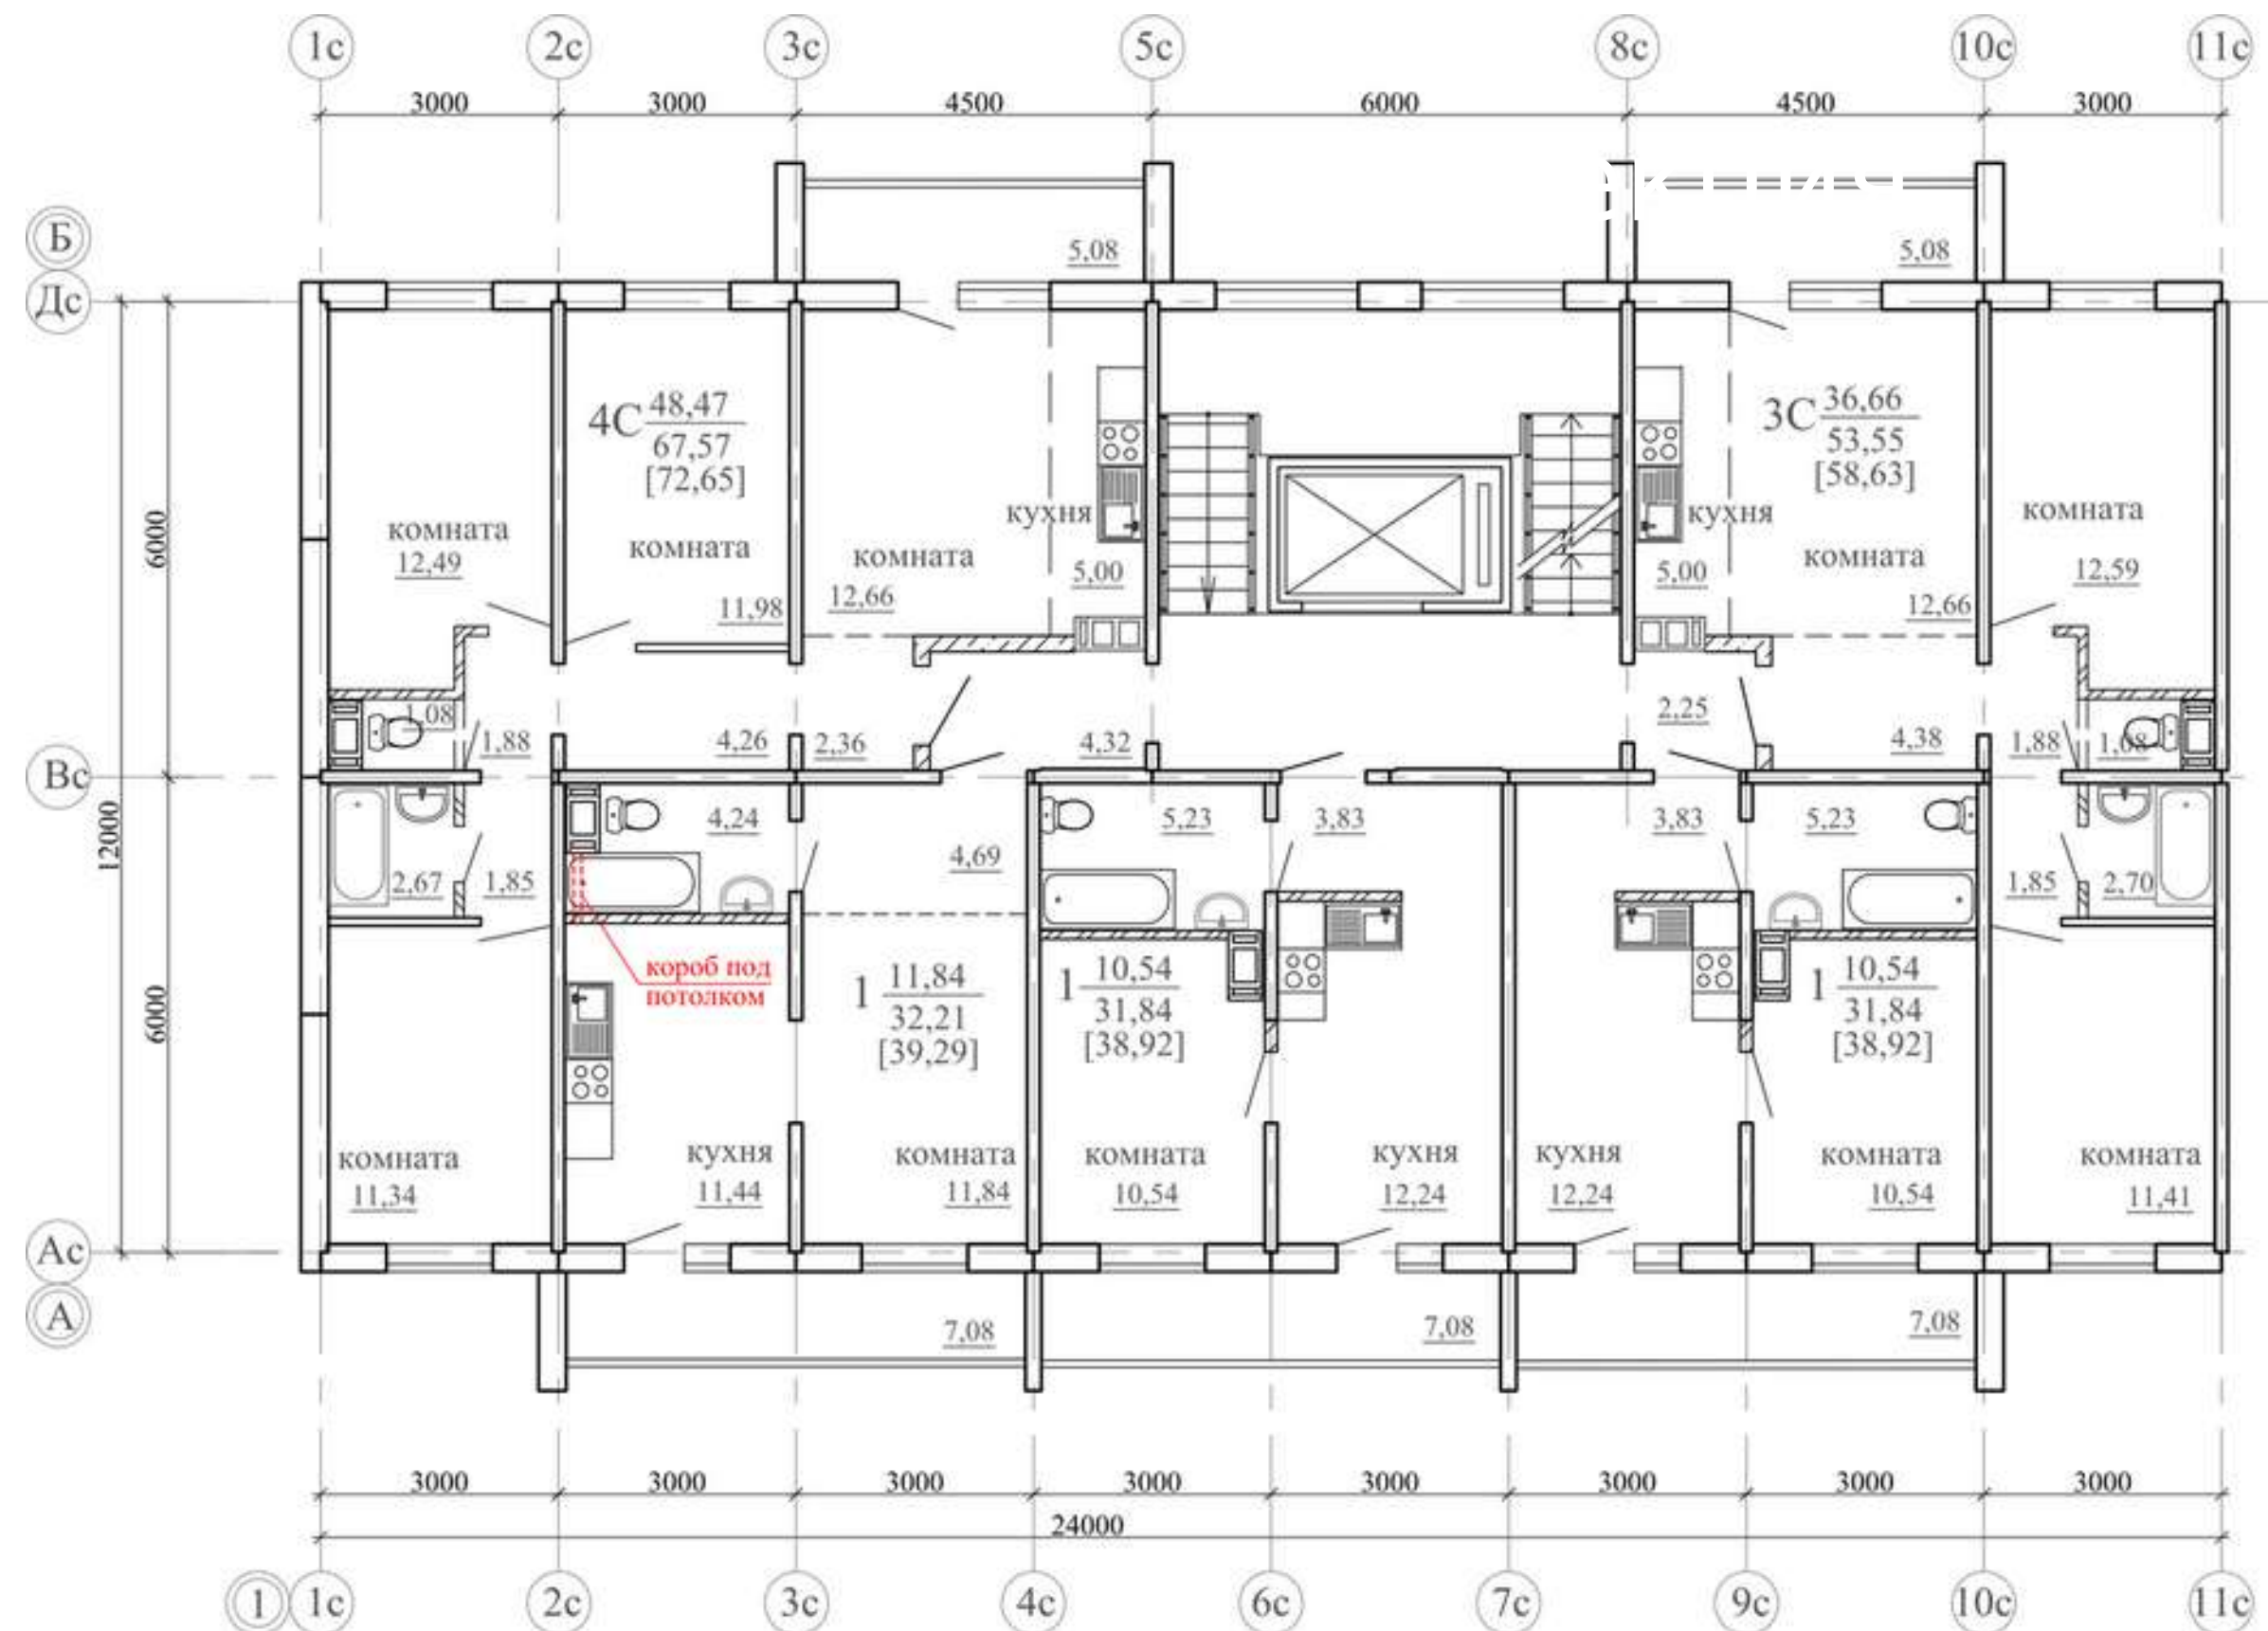 1с 2с 3с 5с 8с 10с 11с
3000 3000 4500 6000 4500 3000
Б
5,08 5,08
Дс
4С 48,47
67,57
[72,65]
3С 36,66
53,55
[58,63]
6000
комната
12,49
комната
11,98
комната
12,66
кухня
5,00
кухня
5,00
комната
12,66
комната
12,59
1,08 1,88 4,26 2,36 4,32 2,25 4,38 1,88 1,08
Вс
12000
2,67 1,85 4,24 4,69 5,23 3,83 3,83 5,23 1,85 2,70
короб под
потолком
1 11,84
32,21
[39,29]
1 10,54
31,84
[38,92]
1 10,54
31,84
[38,92]
6000
комната
11,34
кухня
11,44
комната
11,84
комната
10,54
кухня
12,24
кухня
12,24
комната
10,54
комната
11,41
Ас
А
7,08 7,08 7,08
3000 3000 3000 3000 3000 3000 3000 3000
24000
1 1с 2с 3с 4с 6с 7с 9с 10с 11с